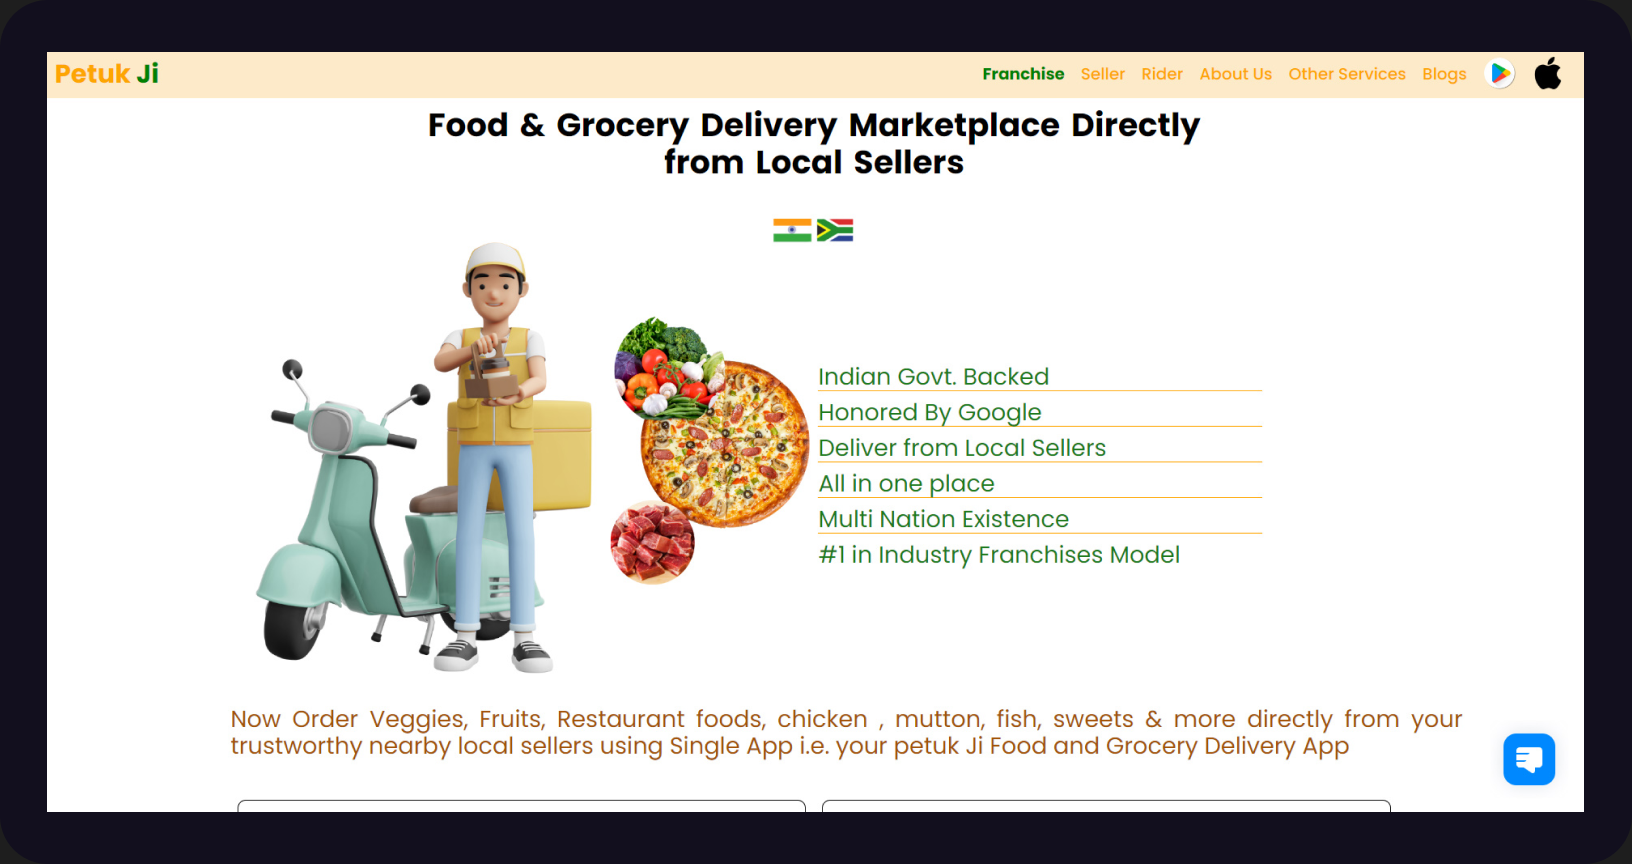 Petuk Ji
Franchise Seller Rider About Us Other Services Blogs
Food & Grocery Delivery Marketplace Directly
from Local Sellers
Indian Govt. Backed
Honored By Google
Deliver from Local Sellers
All in one place
Multi Nation Existence
#1 in Industry Franchises Model
Now Order Veggies, Fruits, Restaurant foods, chicken , mutton, fish, sweets & more directly from your
trustworthy nearby local sellers using Single App i.e. your petuk Ji Food and Grocery Delivery App